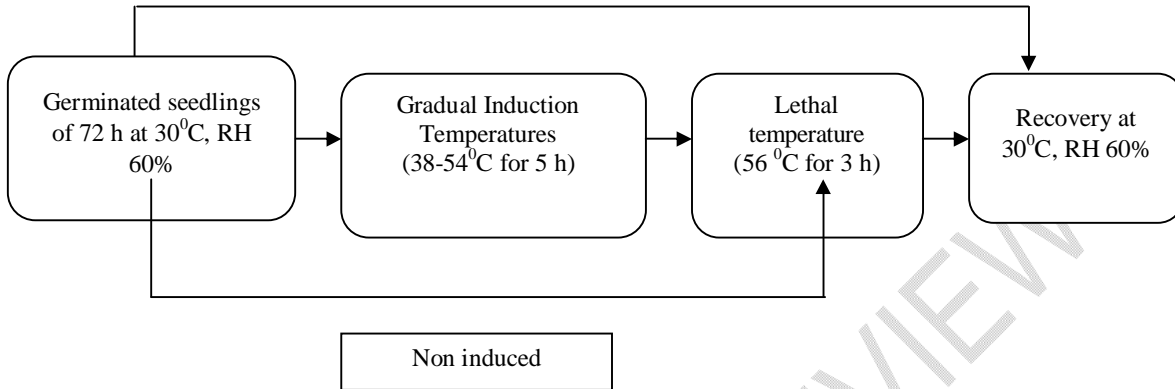 Germinated seedlings
of 72 h at 30⁰C, RH
60%
Gradual Induction
Temperatures
(38-54⁰C for 5 h)
Lethal
temperature
(56 ⁰C for 3 h)
Recovery at
30⁰C, RH 60%
Non induced